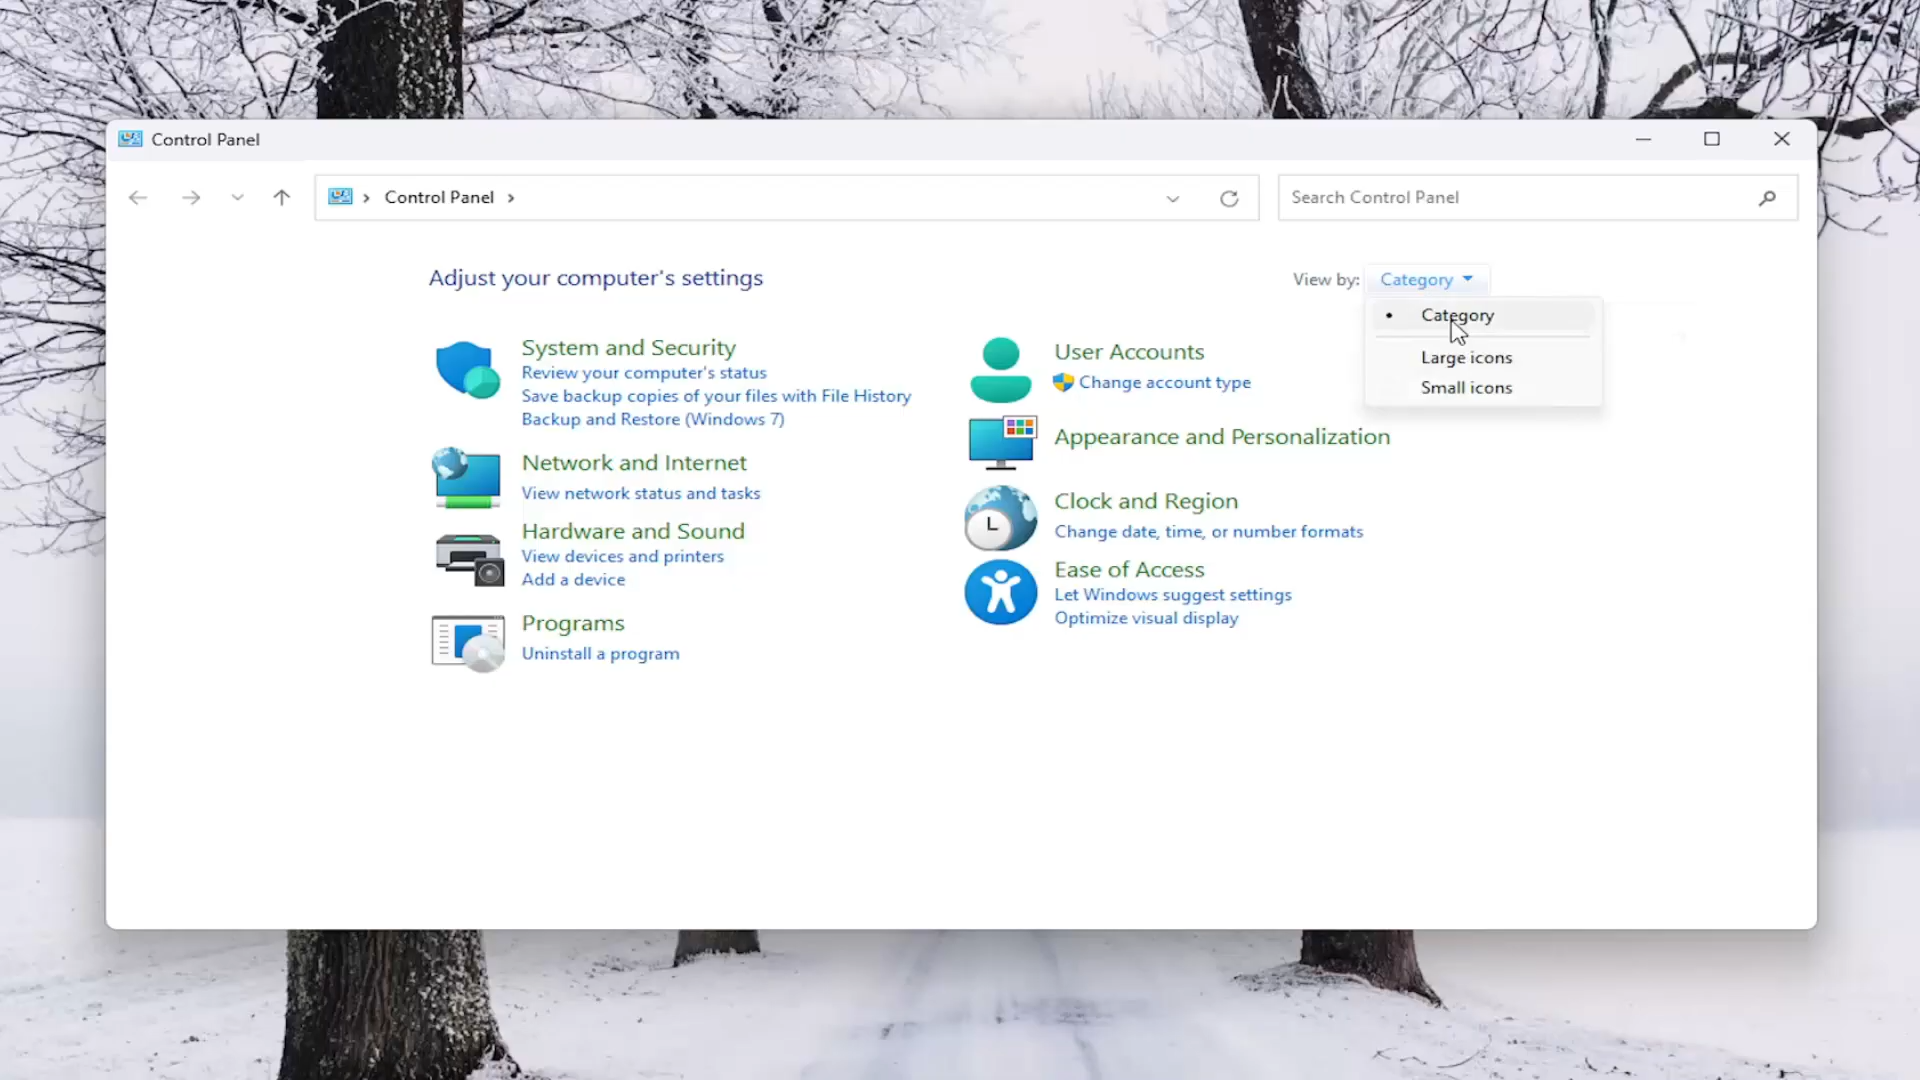 Control Panel
Control Panel
Search Control Panel
Adjust your computer's settings
View by: Category
Category
Large icons
Small icons
System and Security
Review your computer's status
Save backup copies of your files with File History
Backup and Restore (Windows 7)
Network and Internet
View network status and tasks
Hardware and Sound
View devices and printers
Add a device
Programs
Uninstall a program
User Accounts
Change account type
Appearance and Personalization
Clock and Region
Change date, time, or number formats
Ease of Access
Let Windows suggest settings
Optimize visual display